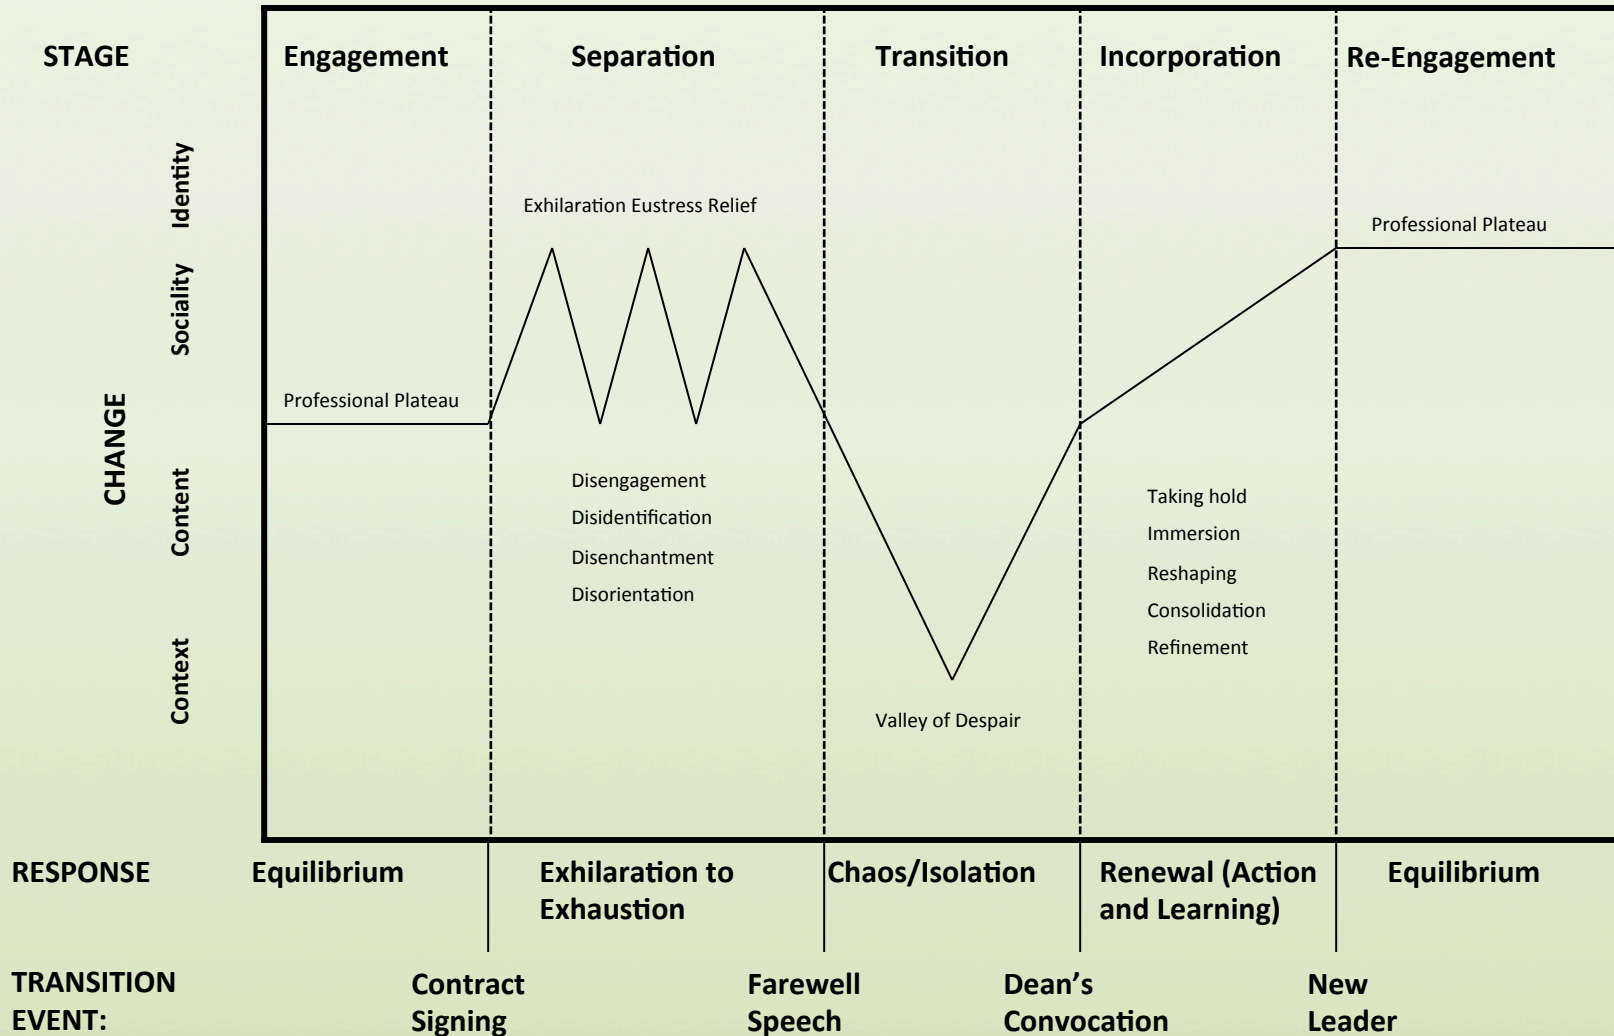 STAGE
Engagement
Separation
Transition
Incorporation
Re-Engagement
CHANGE
Identity
Sociality
Content
Context
Exhilaration Eustress Relief
Professional Plateau
Professional Plateau
Disengagement
Disidentification
Disenchantment
Disorientation
Valley of Despair
Taking hold
Immersion
Reshaping
Consolidation
Refinement
RESPONSE
Equilibrium
Exhilaration to
Exhaustion
Chaos/Isolation
Renewal (Action
and Learning)
Equilibrium
TRANSITION
EVENT:
Contract
Signing
Farewell
Speech
Dean’s
Convocation
New
Leader